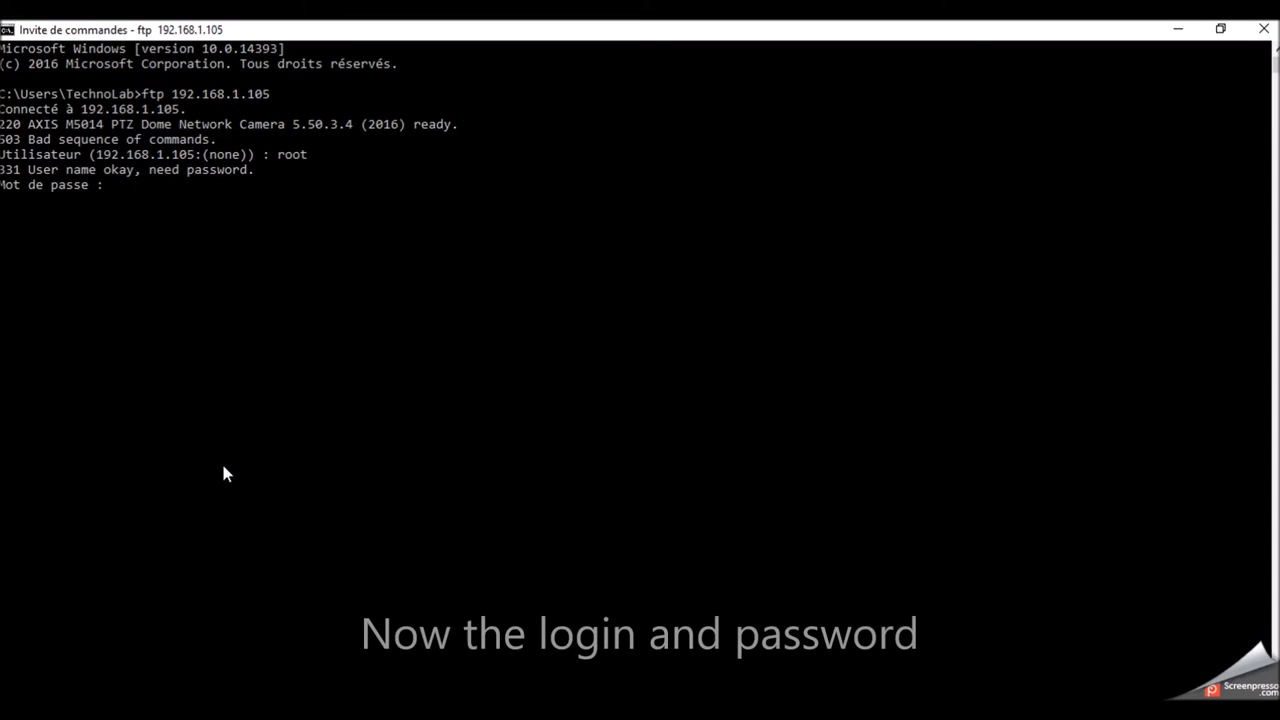 Invite de commandes - ftp 192.168.1.105
Microsoft Windows [version 10.0.14393]
(c) 2016 Microsoft Corporation. Tous droits réservés.
C:\Users\TechnoLab>ftp 192.168.1.105
Connecté à 192.168.1.105.
220 AXIS M5014 PTZ Dome Network Camera 5.50.3.4 (2016) ready.
503 Bad sequence of commands.
Utilisateur (192.168.1.105:(none)) : root
331 User name okay, need password.
Mot de passe :
Now the login and password
Screenpresso
.com